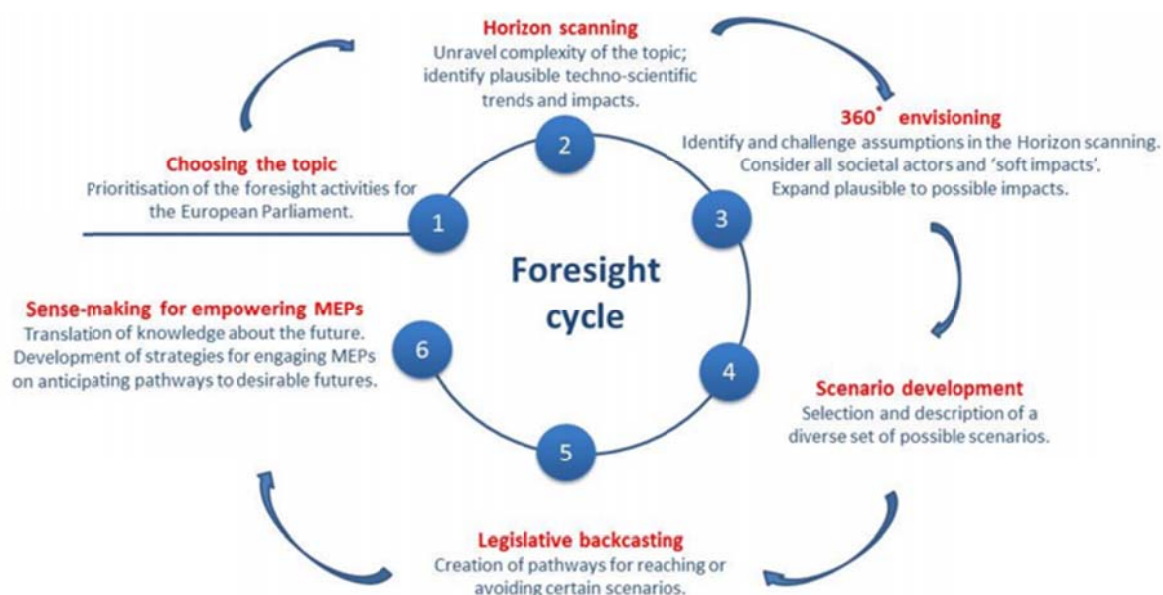 Horizon scanning
Unravel complexity of the topic;
identify plausible techno-scientific
trends and impacts.
360° envisioning
Identify and challenge assumptions in the Horizon scanning.
Consider all societal actors and ‘soft impacts’.
Expand plausible to possible impacts.
Choosing the topic
Prioritisation of the foresight activities for
the European Parliament.
1
2
3
Foresight
cycle
Sense-making for empowering MEPs
Translation of knowledge about the future.
Development of strategies for engaging MEPs
on anticipating pathways to desirable futures.
6
4
5
Scenario development
Selection and description of a
diverse set of possible scenarios.
Legislative backcasting
Creation of pathways for reaching or
avoiding certain scenarios.